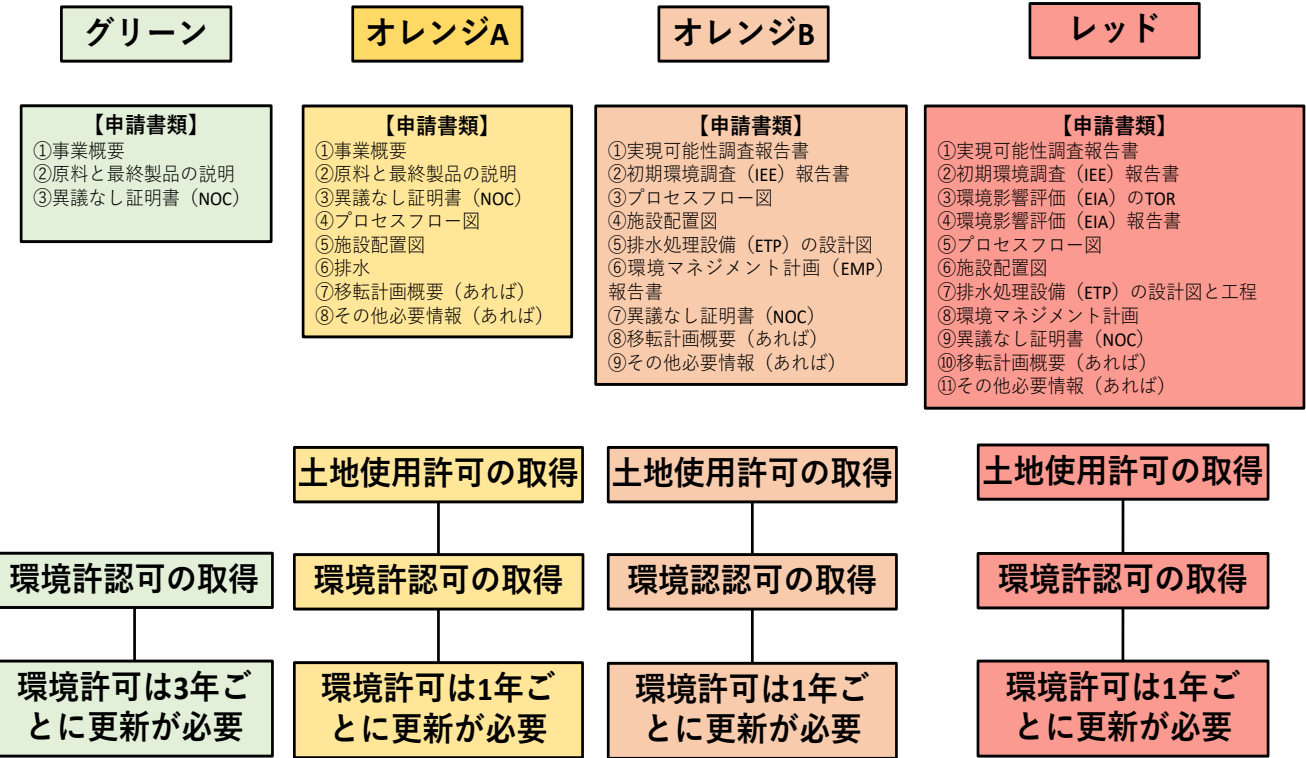 グリーン
オレンジA
オレンジB
レッド
【申請書類】
①事業概要
②原料と最終製品の説明
③異議なし証明書（NOC）
【申請書類】
①事業概要
②原料と最終製品の説明
③異議なし証明書（NOC）
④プロセスフロー図
⑤施設配置図
⑥排水
⑦移転計画概要（あれば）
⑧その他必要情報（あれば）
【申請書類】
①実現可能性調査報告書
②初期環境調査（IEE）報告書
③プロセスフロー図
④施設配置図
⑤排水処理設備（ETP）の設計図
⑥環境マネジメント計画（EMP）
報告書
⑦異議なし証明書（NOC）
⑧移転計画概要（あれば）
⑨その他必要情報（あれば）
【申請書類】
①実現可能性調査報告書
②初期環境調査（IEE）報告書
③環境影響評価（EIA）のTOR
④環境影響評価（EIA）報告書
⑤プロセスフロー図
⑥施設配置図
⑦排水処理設備（ETP）の設計図と工程
⑧環境マネジメント計画
⑨異議なし証明書（NOC）
⑩移転計画概要（あれば）
⑪その他必要情報（あれば）
土地使用許可の取得
土地使用許可の取得
土地使用許可の取得
環境許認可の取得
環境許認可の取得
環境認認可の取得
環境許認可の取得
環境許可は3年ご
とに更新が必要
環境許可は1年ご
とに更新が必要
環境許可は1年ご
とに更新が必要
環境許可は1年ご
とに更新が必要